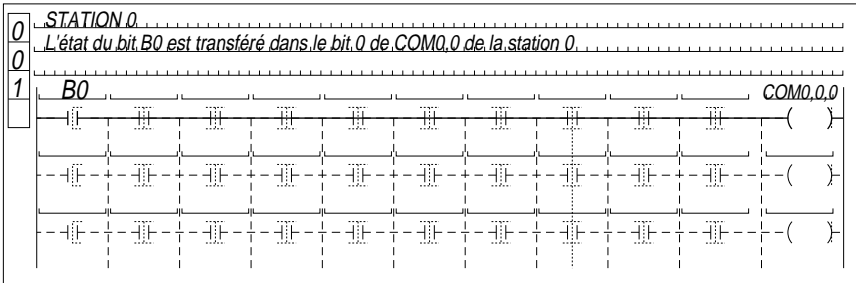 STATION 0
0
L'état du bit B0 est transféré dans le bit 0 de COM0,0 de la station 0
0
1
B0 COM0,0,0